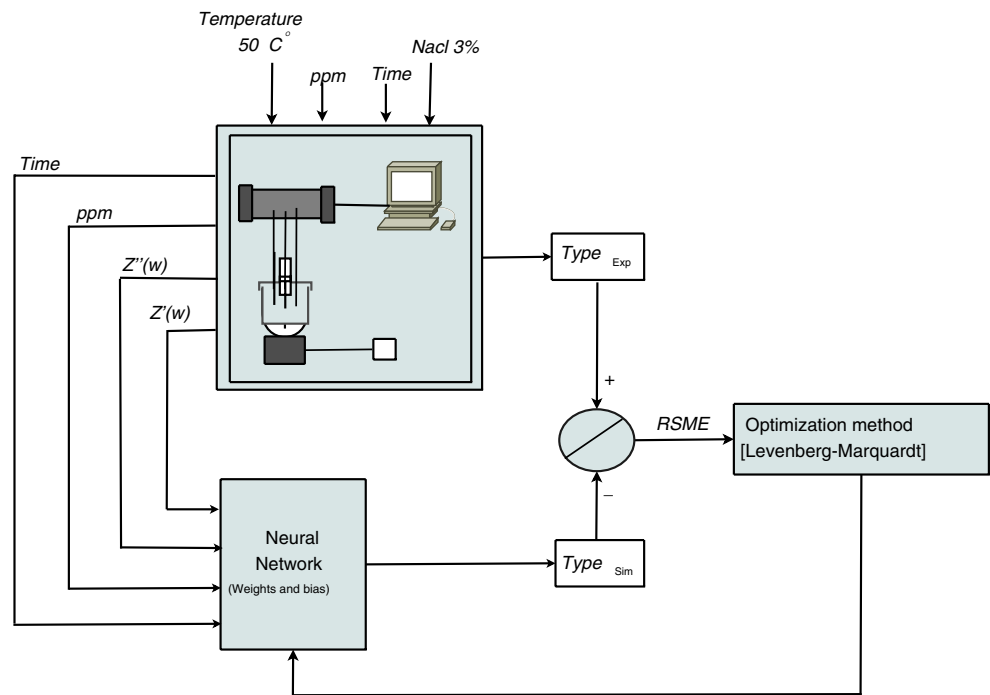 Temperature
50 C°
ppm
Time
Nacl 3%
Time
ppm
Z''(w)
Z'(w)
Type Exp
+
RSME
Optimization method
[Levenberg-Marquardt]
−
Type Sim
Neural
Network
(Weights and bias)